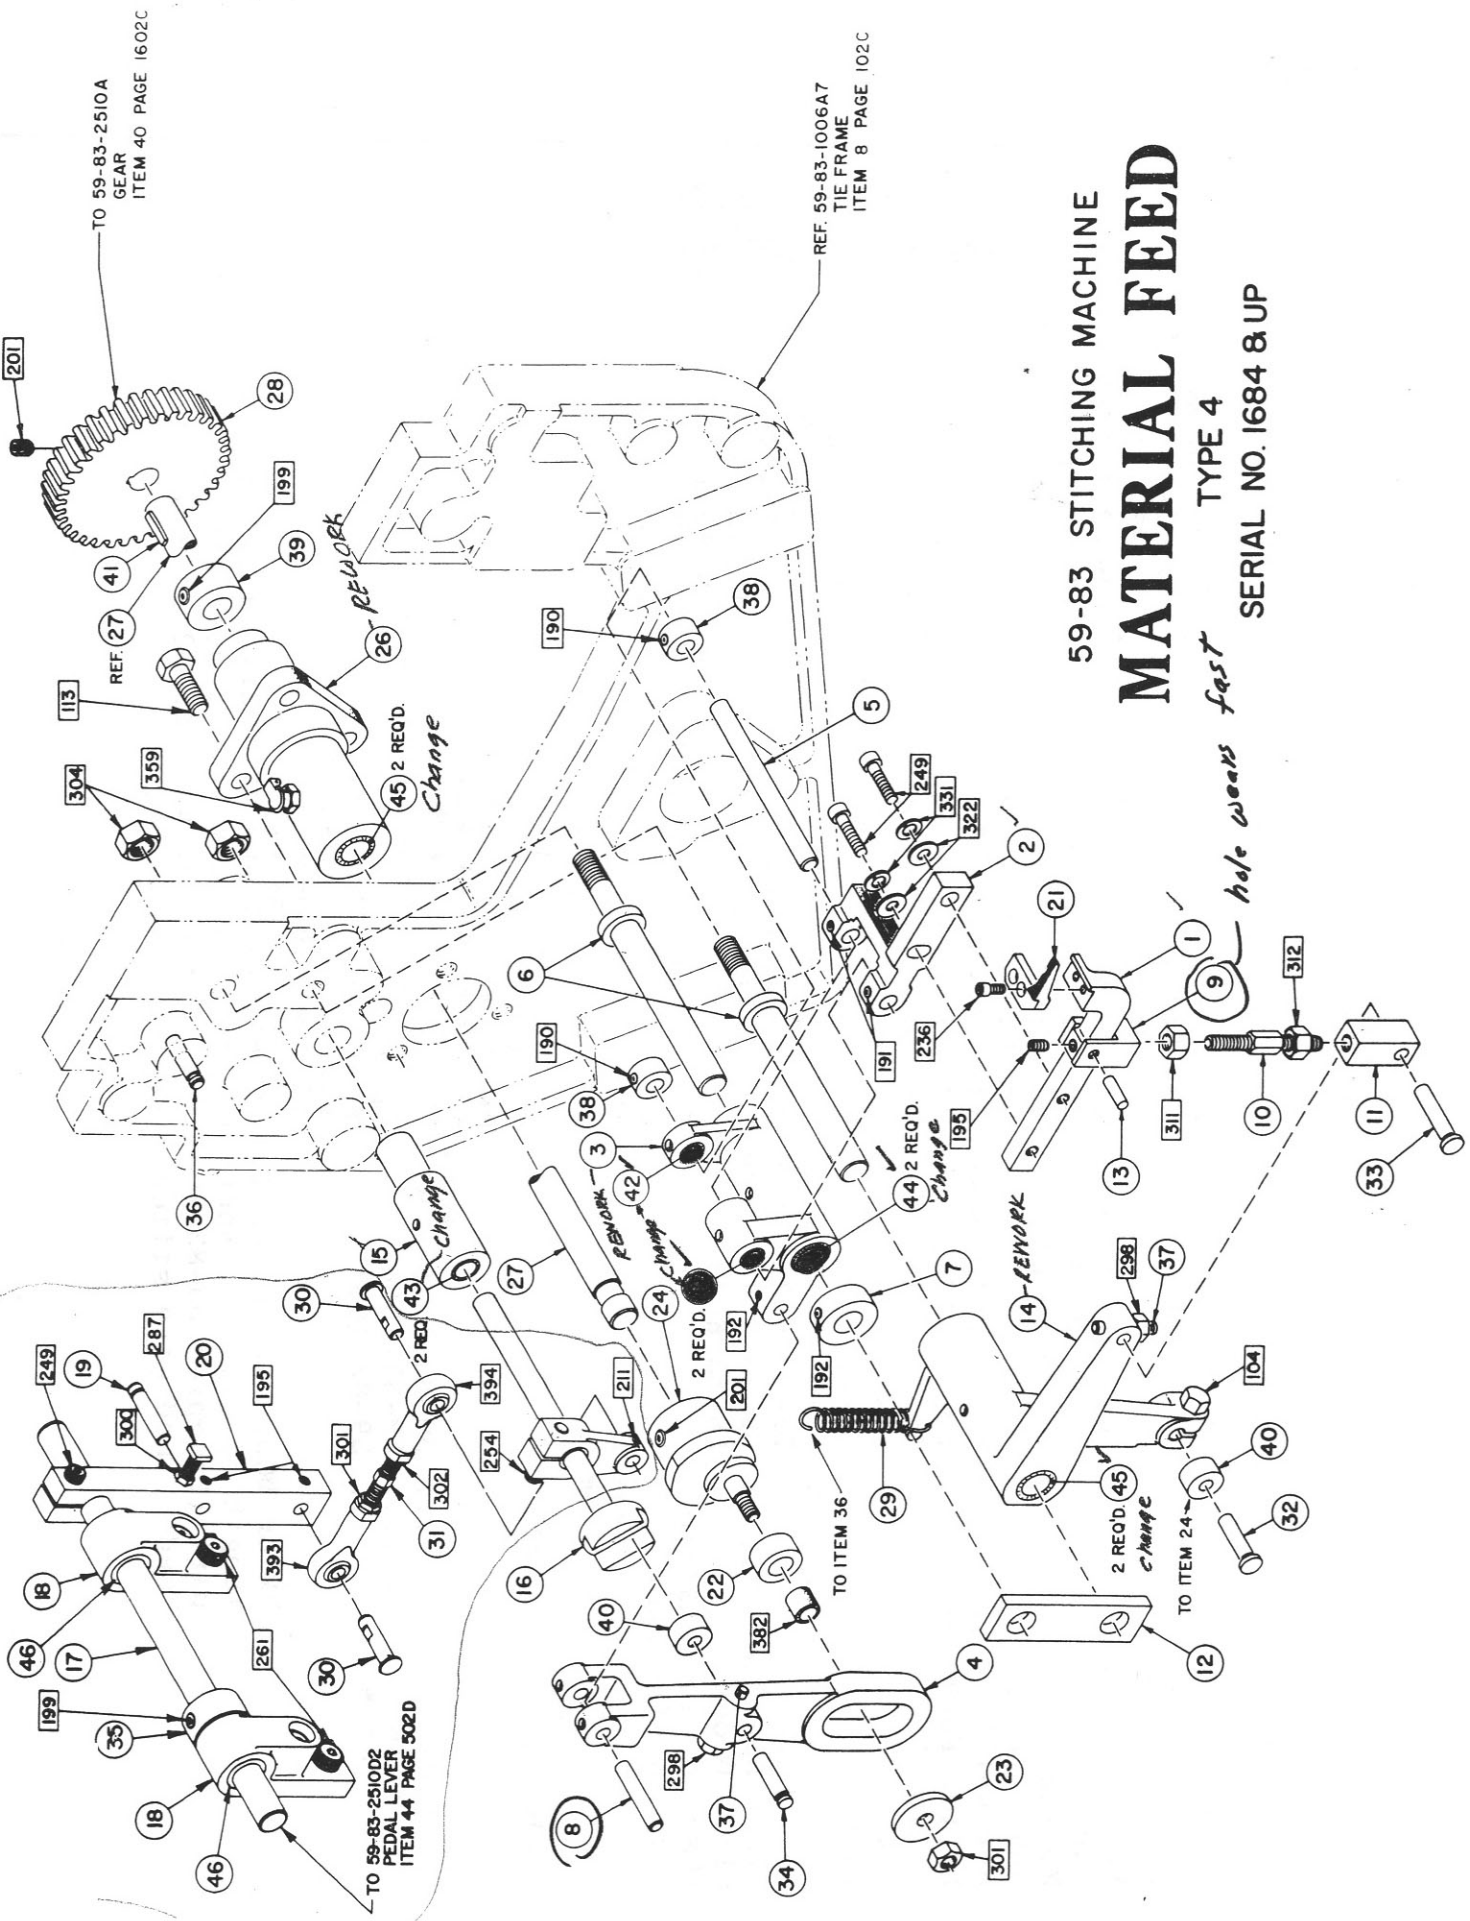 TO 59-83-2510A
GEAR
ITEM 40 PAGE 1602C
201
28
199
41
39
REF. 27
REWORK
26
113
359
304
45 2 REQ'D.
Change
REF. 59-83-1006A7
TIE FRAME
ITEM 8 PAGE 102C
190
38
5
249
331
322
2
21
1
9
hole wears fast
312
59-83 STITCHING MACHINE
MATERIAL FEED
TYPE 4
SERIAL NO. 1684 & UP
6
190
38
36
191
236
195
13
311
10
11
33
3
42
REWORK
Change
2 REQ'D.
44 2 REQ'D.
Change
15
Change
43
2 REQ.
30
27
24
192
7
192
14 REWORK
298
37
104
40
32
249
19
287
20
300
195
394
301
302
31
393
30
211
254
201
16
29
TO ITEM 36
45
2 REQ'D.
change
TO ITEM 24
12
22
382
40
4
18
46
17
261
199
35
18
46
TO 59-83-2510D2
PEDAL LEVER
ITEM 44 PAGE 502D
298
37
8
34
23
301